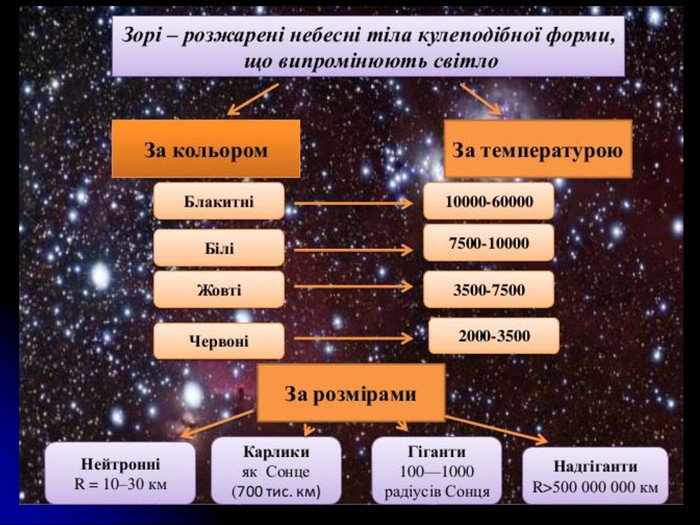 Зорі – розжарені небесні тіла кулеподібної форми,
що випромінюють світло
За кольором
За температурою
Блакитні
10000-60000
Білі
7500-10000
Жовті
3500-7500
Червоні
2000-3500
За розмірами
Нейтронні
R = 10–30 км
Карлики
як Сонце
(700 тис. км)
Гіганти
100—1000
радіусів Сонця
Надгіганти
R>500 000 000 км